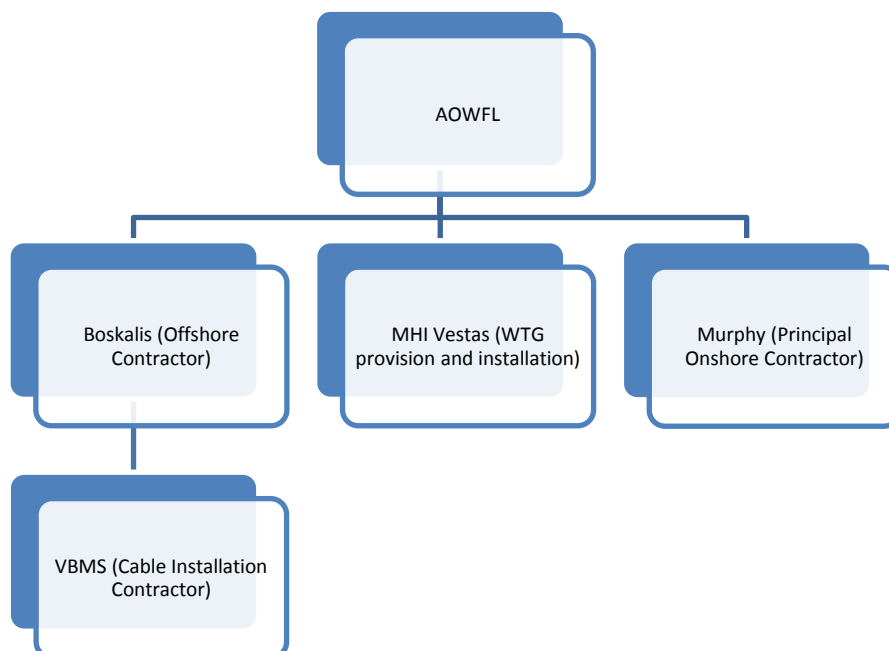 AOWFL
Boskalis (Offshore
Contractor)
MHI Vestas (WTG
provision and installation)
Murphy (Principal
Onshore Contractor)
VBMS (Cable Installation
Contractor)